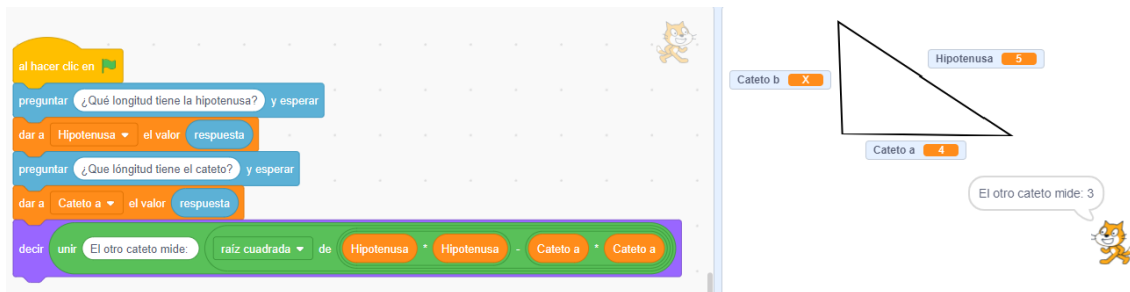 al hacer clic en
preguntar ¿Qué longitud tiene la hipotenusa? y esperar
dar a Hipotenusa el valor respuesta
preguntar ¿Que lóngitud tiene el cateto? y esperar
dar a Cateto a el valor respuesta
decir unir El otro cateto mide: raíz cuadrada de Hipotenusa * Hipotenusa - Cateto a * Cateto a
Hipotenusa 5
Cateto b X
Cateto a 4
El otro cateto mide: 3